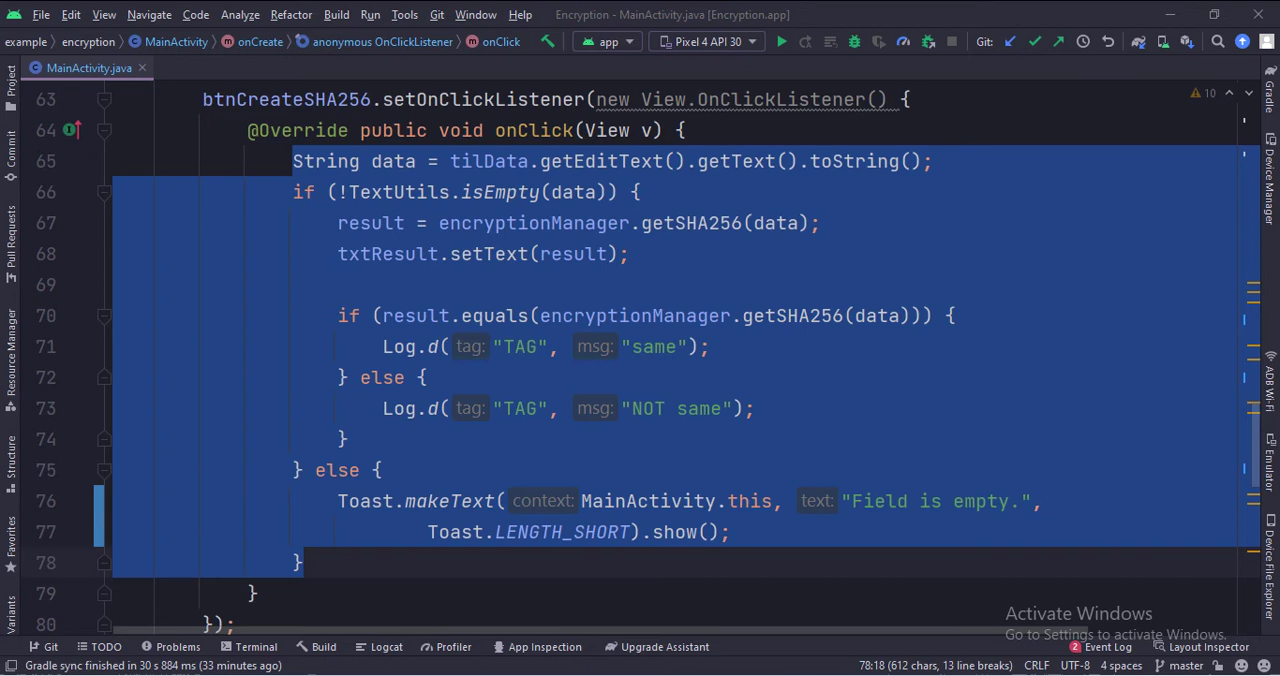 File Edit View Navigate Code Analyze Refactor Build Run Tools Git Window Help Encryption - MainActivity.java [Encryption.app]
example encryption MainActivity onCreate anonymous OnClickListener onClick app Pixel 4 API 30 Git:
MainActivity.java
63 btnCreateSHA256.setOnClickListener(new View.OnClickListener() { 10
64 @Override public void onClick(View v) {
65 String data = tilData.getEditText().getText().toString();
66 if (!TextUtils.isEmpty(data)) {
67 result = encryptionManager.getSHA256(data);
68 txtResult.setText(result);
69
70 if (result.equals(encryptionManager.getSHA256(data))) {
71 Log.d( tag: "TAG", msg: "same");
72 } else {
73 Log.d( tag: "TAG", msg: "NOT same");
74 }
75 } else {
76 Toast.makeText( context: MainActivity.this, text: "Field is empty.",
77 Toast.LENGTH_SHORT).show();
78 }
79 }
80 });
Project
Commit
Pull Requests
Resource Manager
Structure
Favorites
Variants
Gradle
Device Manager
ADB Wi-Fi
Emulator
Device File Explorer
Activate Windows
Go to Settings to activate Windows.
Git TODO Problems Terminal Build Logcat Profiler App Inspection Upgrade Assistant 2 Event Log Layout Inspector
Gradle sync finished in 30 s 884 ms (33 minutes ago) 78:18 (612 chars, 13 line breaks) CRLF UTF-8 4 spaces master